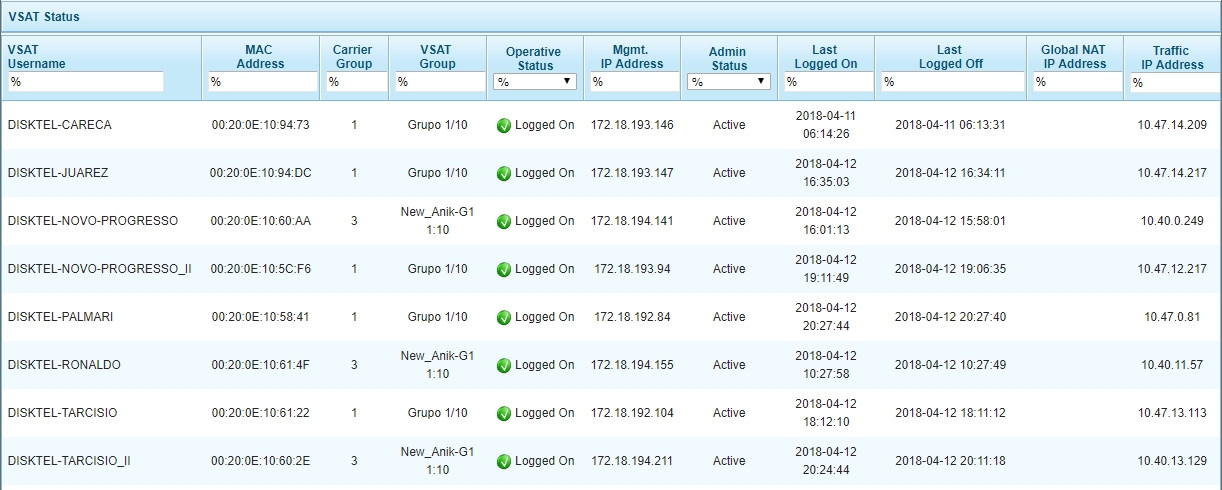 VSAT Status
VSAT Username MAC Address Carrier Group VSAT Group Operative Status Mgmt. IP Address Admin Status Last Logged On Last Logged Off Global NAT IP Address Traffic IP Address
% % % % % % % % % % %
DISKTEL-CARECA 00:20:0E:10:94:73 1 Grupo 1/10 Logged On 172.18.193.146 Active 2018-04-11 06:14:26 2018-04-11 06:13:31 10.47.14.209
DISKTEL-JUAREZ 00:20:0E:10:94:DC 1 Grupo 1/10 Logged On 172.18.193.147 Active 2018-04-12 16:35:03 2018-04-12 16:34:11 10.47.14.217
DISKTEL-NOVO-PROGRESSO 00:20:0E:10:60:AA 3 New_Anik-G1 1:10 Logged On 172.18.194.141 Active 2018-04-12 16:01:13 2018-04-12 15:58:01 10.40.0.249
DISKTEL-NOVO-PROGRESSO_II 00:20:0E:10:5C:F6 1 Grupo 1/10 Logged On 172.18.193.94 Active 2018-04-12 19:11:49 2018-04-12 19:06:35 10.47.12.217
DISKTEL-PALMARI 00:20:0E:10:58:41 1 Grupo 1/10 Logged On 172.18.192.84 Active 2018-04-12 20:27:44 2018-04-12 20:27:40 10.47.0.81
DISKTEL-RONALDO 00:20:0E:10:61:4F 3 New_Anik-G1 1:10 Logged On 172.18.194.155 Active 2018-04-12 10:27:58 2018-04-12 10:27:49 10.40.11.57
DISKTEL-TARCISIO 00:20:0E:10:61:22 1 Grupo 1/10 Logged On 172.18.192.104 Active 2018-04-12 18:12:10 2018-04-12 18:11:12 10.47.13.113
DISKTEL-TARCISIO_II 00:20:0E:10:60:2E 3 New_Anik-G1 1:10 Logged On 172.18.194.211 Active 2018-04-12 20:24:44 2018-04-12 20:11:18 10.40.13.129